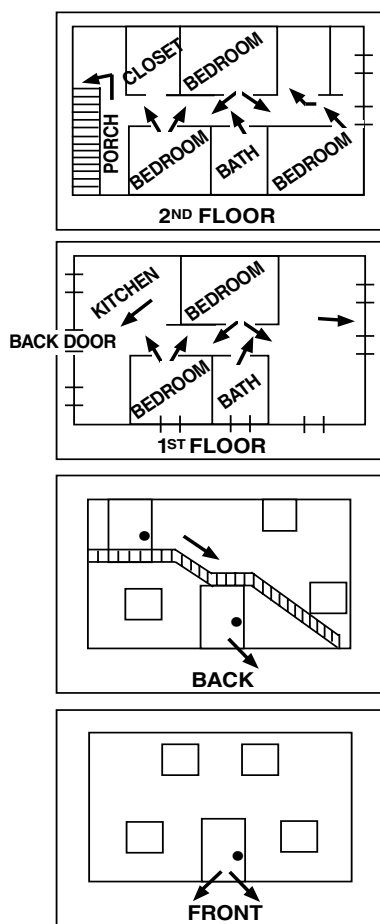 CLOSET
BEDROOM
PORCH
BEDROOM
BATH
BEDROOM
2ND FLOOR
KITCHEN
BEDROOM
BACK DOOR
BEDROOM
BATH
1ST FLOOR
BACK
FRONT